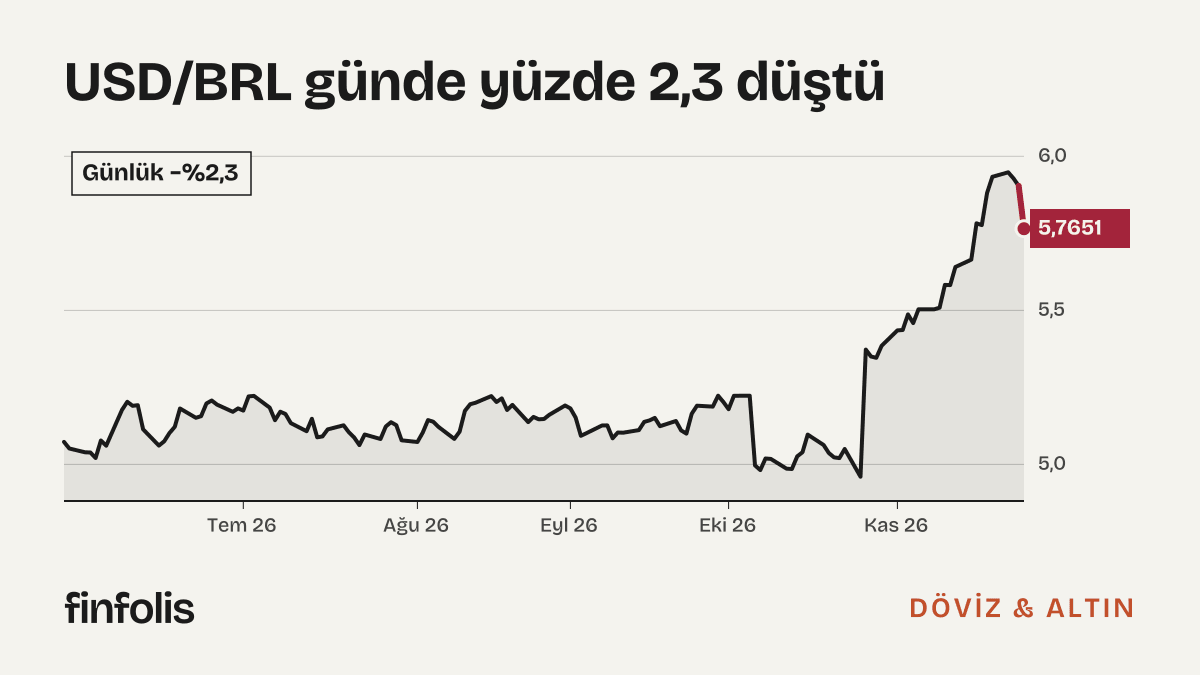 USD/BRL günde yüzde 2,3 düştü
Günlük −%2,3
6,0
5,7651
5,5
5,0
Tem 26 Ağu 26 Eyl 26 Eki 26 Kas 26
finfolis
DÖVİZ & ALTIN